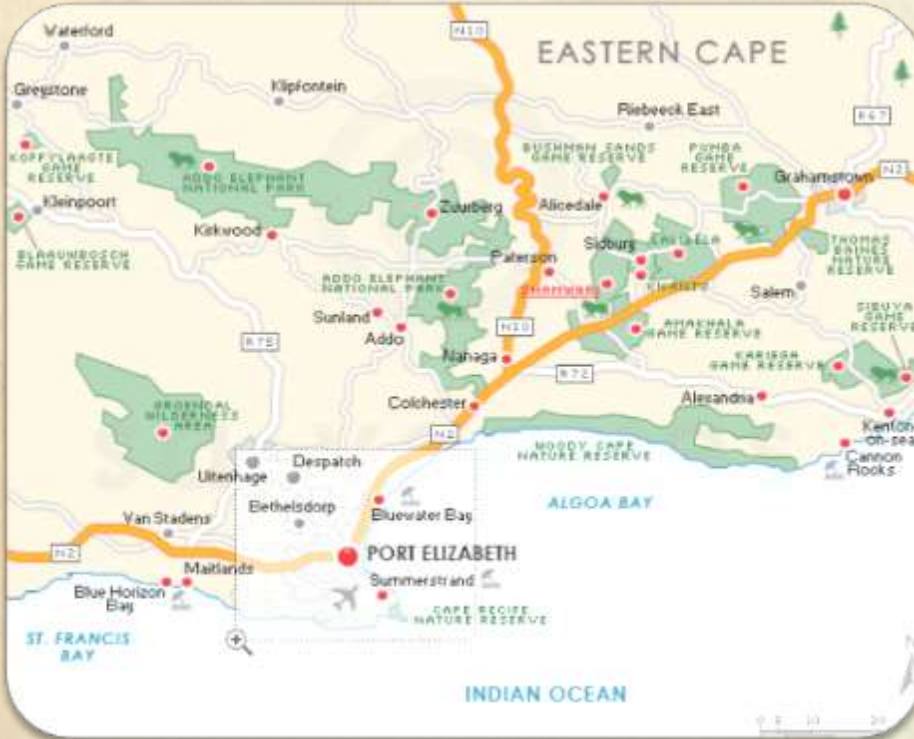 N10
EASTERN CAPE
Waterford
Greystone
Klipfontein
Riebeeck East
R67
KOFFYLAAGTE
GAME
RESERVE
ADDO ELEPHANT
NATIONAL PARK
BUSHMAN SANDS
GAME RESERVE
PUMBA
GAME
RESERVE
N2
Grahamstown
Kleinpoort
Zuurberg
Alicedale
BLAAUWBOSCH
GAME RESERVE
Kirkwood
Sidbury
THOMAS
BAINES
NATURE
RESERVE
Paterson
ADDO ELEPHANT
NATIONAL PARK
SHAMWARI
Salem
SIBUYA
GAME
RESERVE
Sunland
Addo
N10
AMAKHALA
GAME RESERVE
R75
Nanaga
KARIEGA
GAME RESERVE
R72
Colchester
Alexandria
GROENDAL
WILDERNESS
AREA
N2
Kenton
on-sea
WOODY CAPE
NATURE RESERVE
Cannon
Rocks
Uitenhage
Despatch
ALGOA BAY
Bethelsdorp
Bluewater Bay
Van Stadens
N2
PORT ELIZABETH
Maitlands
Summerstrand
Blue Horizon
Bay
CAPE RECIFE
NATURE RESERVE
ST. FRANCIS
BAY
INDIAN OCEAN
0 5 10 20